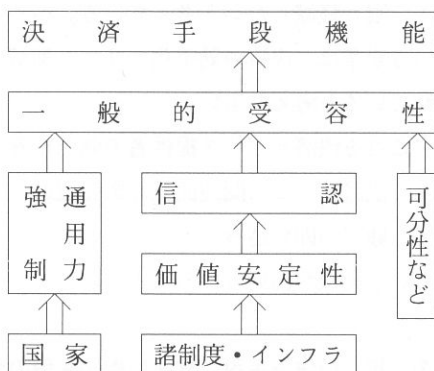 決済手段機能
一般的受容性
強制通用力
信認
可分性など
価値安定性
国家
諸制度・インフラ